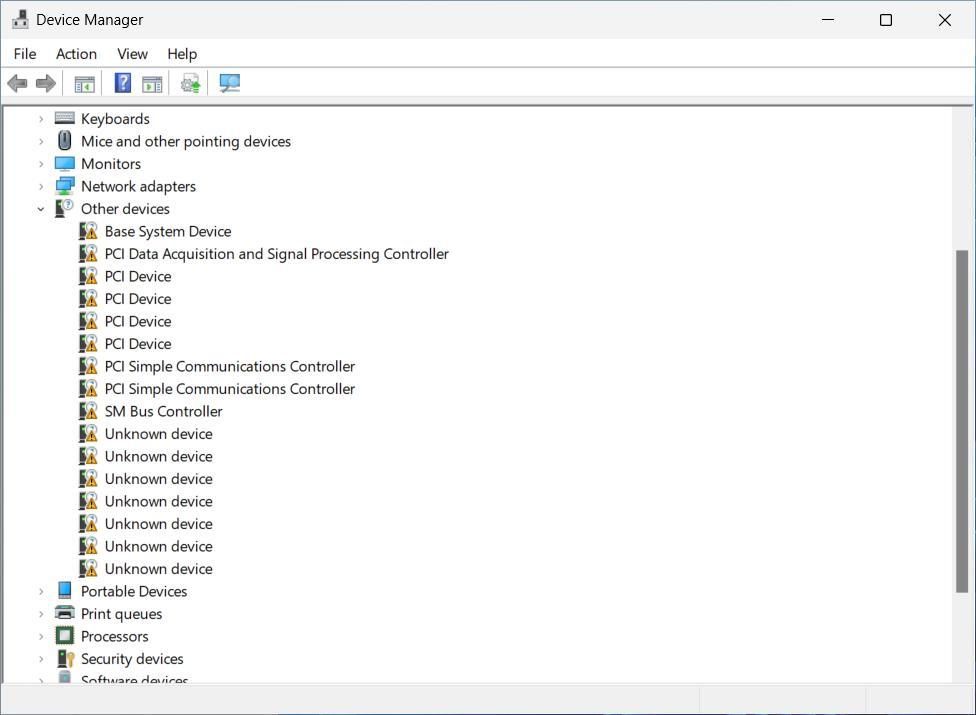 Device Manager
File Action View Help
Keyboards
Mice and other pointing devices
Monitors
Network adapters
Other devices
Base System Device
PCI Data Acquisition and Signal Processing Controller
PCI Device
PCI Device
PCI Device
PCI Device
PCI Simple Communications Controller
PCI Simple Communications Controller
SM Bus Controller
Unknown device
Unknown device
Unknown device
Unknown device
Unknown device
Unknown device
Unknown device
Portable Devices
Print queues
Processors
Security devices
Software devices